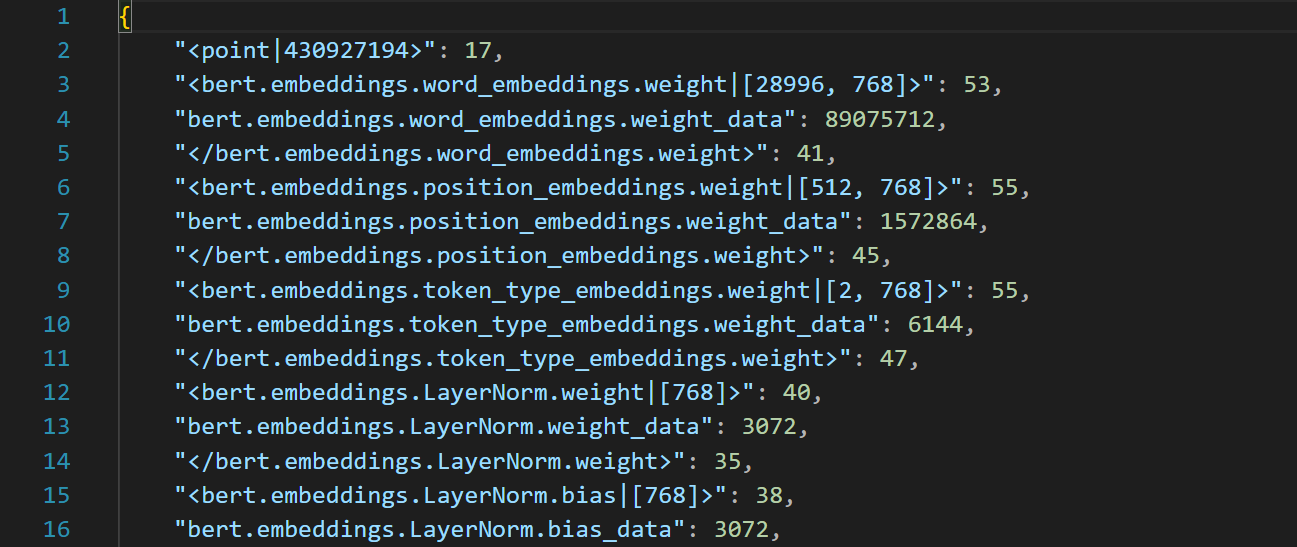 1 {
2 "<point|430927194>": 17,
3 "<bert.embeddings.word_embeddings.weight|[28996, 768]>": 53,
4 "bert.embeddings.word_embeddings.weight_data": 89075712,
5 "</bert.embeddings.word_embeddings.weight>": 41,
6 "<bert.embeddings.position_embeddings.weight|[512, 768]>": 55,
7 "bert.embeddings.position_embeddings.weight_data": 1572864,
8 "</bert.embeddings.position_embeddings.weight>": 45,
9 "<bert.embeddings.token_type_embeddings.weight|[2, 768]>": 55,
10 "bert.embeddings.token_type_embeddings.weight_data": 6144,
11 "</bert.embeddings.token_type_embeddings.weight>": 47,
12 "<bert.embeddings.LayerNorm.weight|[768]>": 40,
13 "bert.embeddings.LayerNorm.weight_data": 3072,
14 "</bert.embeddings.LayerNorm.weight>": 35,
15 "<bert.embeddings.LayerNorm.bias|[768]>": 38,
16 "bert.embeddings.LayerNorm.bias_data": 3072,